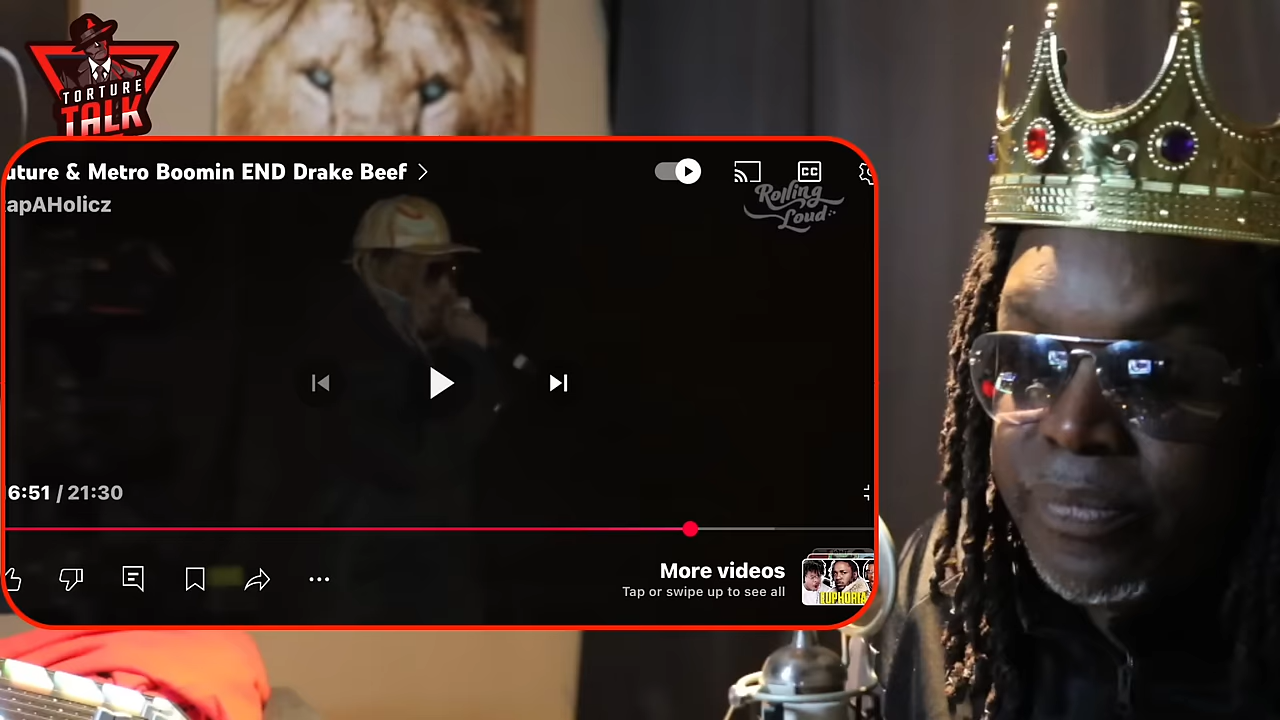 TORTURE
TALK
uture & Metro Boomin END Drake Beef
apAHolicz
CC
Rolling
Loud
6:51 / 21:30
More videos
Tap or swipe up to see all
EUPHORIA